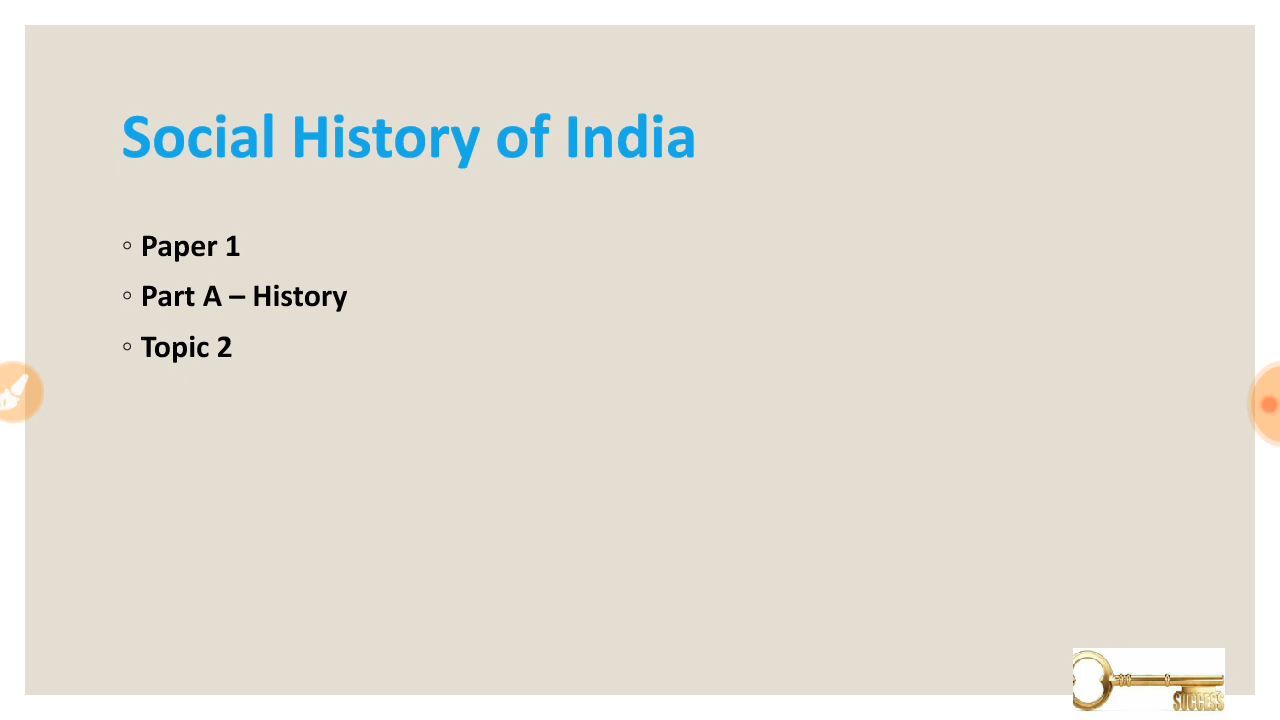 Social History of India
◦ Paper 1
◦ Part A – History
◦ Topic 2
SUCCESS